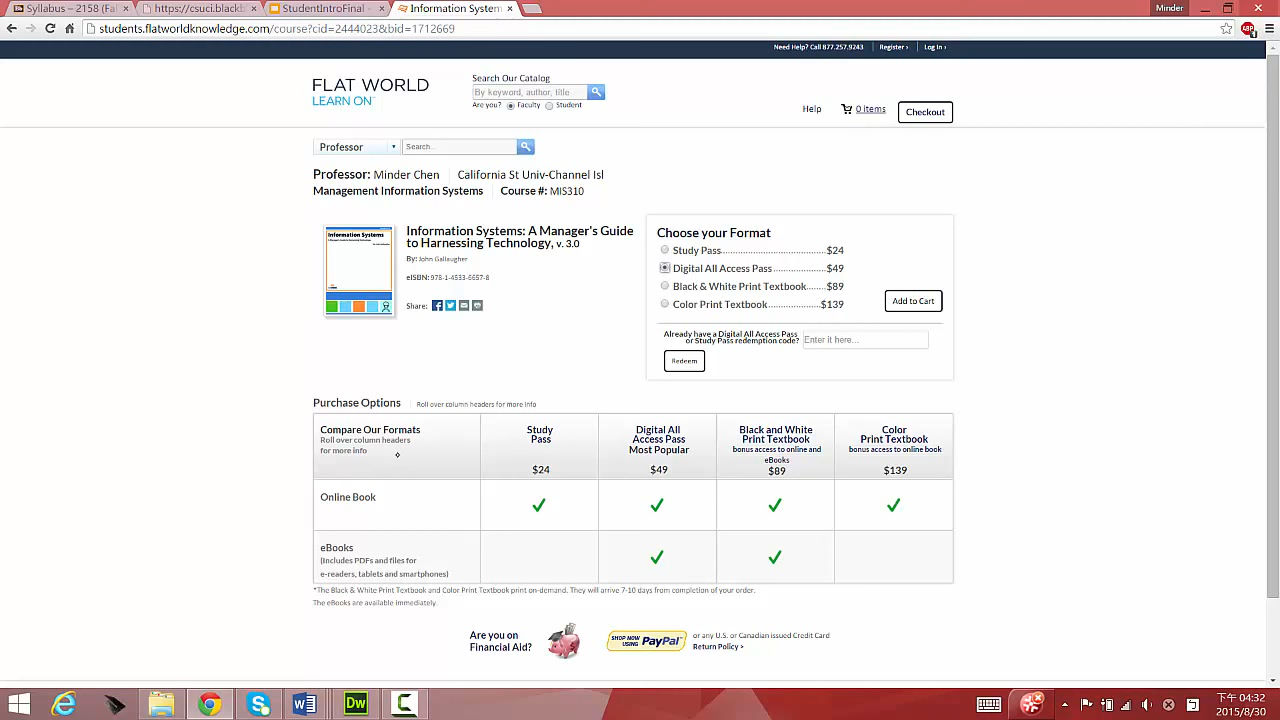 Syllabus – 2158 (Fal
https://csuci.blackb
StudentIntroFinal -
Information System
Minder
students.flatworldknowledge.com/course?cid=2444023&bid=1712669
ABP
Need Help? Call 877.257.9243
Register ›
Log In ›
FLAT WORLD
LEARN ON
Search Our Catalog
By keyword, author, title
Are you? Faculty Student
Help
0 items
Checkout
Professor
Search...
Professor: Minder Chen California St Univ-Channel Isl
Management Information Systems Course #: MIS310
Information Systems
Information Systems: A Manager's Guide
to Harnessing Technology, v. 3.0
By: John Gallaugher
eISBN: 978-1-4533-6657-8
Share:
Choose your Format
Study Pass..............................$24
Digital All Access Pass..............$49
Black & White Print Textbook......$89
Color Print Textbook..................$139
Add to Cart
Already have a Digital All Access Pass
or Study Pass redemption code?
Enter it here...
Redeem
Purchase Options Roll over column headers for more info
Compare Our Formats
Roll over column headers
for more info
Study
Pass
$24
Digital All
Access Pass
Most Popular
$49
Black and White
Print Textbook
bonus access to online and
eBooks
$89
Color
Print Textbook
bonus access to online book
$139
Online Book
eBooks
(Includes PDFs and files for
e-readers, tablets and smartphones)
*The Black & White Print Textbook and Color Print Textbook print on-demand. They will arrive 7-10 days from completion of your order.
The eBooks are available immediately.
Are you on
Financial Aid?
SHOP NOW
USING PayPal
or any U.S. or Canadian issued Credit Card
Return Policy >
Dw
下午 04:32
2015/8/30